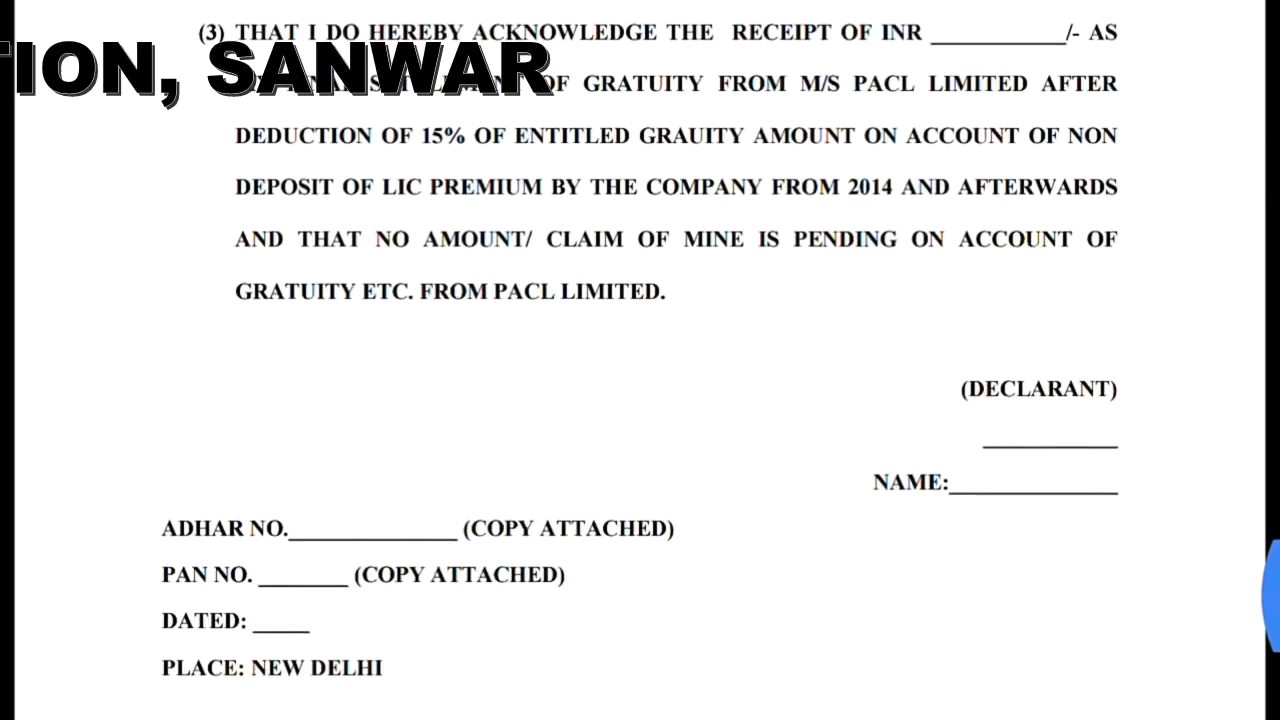 (3) THAT I DO HEREBY ACKNOWLEDGE THE RECEIPT OF INR ____________/- AS
ION, SANWAR
OF GRATUITY FROM M/S PACL LIMITED AFTER
DEDUCTION OF 15% OF ENTITLED GRAUITY AMOUNT ON ACCOUNT OF NON
DEPOSIT OF LIC PREMIUM BY THE COMPANY FROM 2014 AND AFTERWARDS
AND THAT NO AMOUNT/ CLAIM OF MINE IS PENDING ON ACCOUNT OF
GRATUITY ETC. FROM PACL LIMITED.
(DECLARANT)
____________
NAME:_______________
ADHAR NO._______________ (COPY ATTACHED)
PAN NO. ________ (COPY ATTACHED)
DATED: _____
PLACE: NEW DELHI